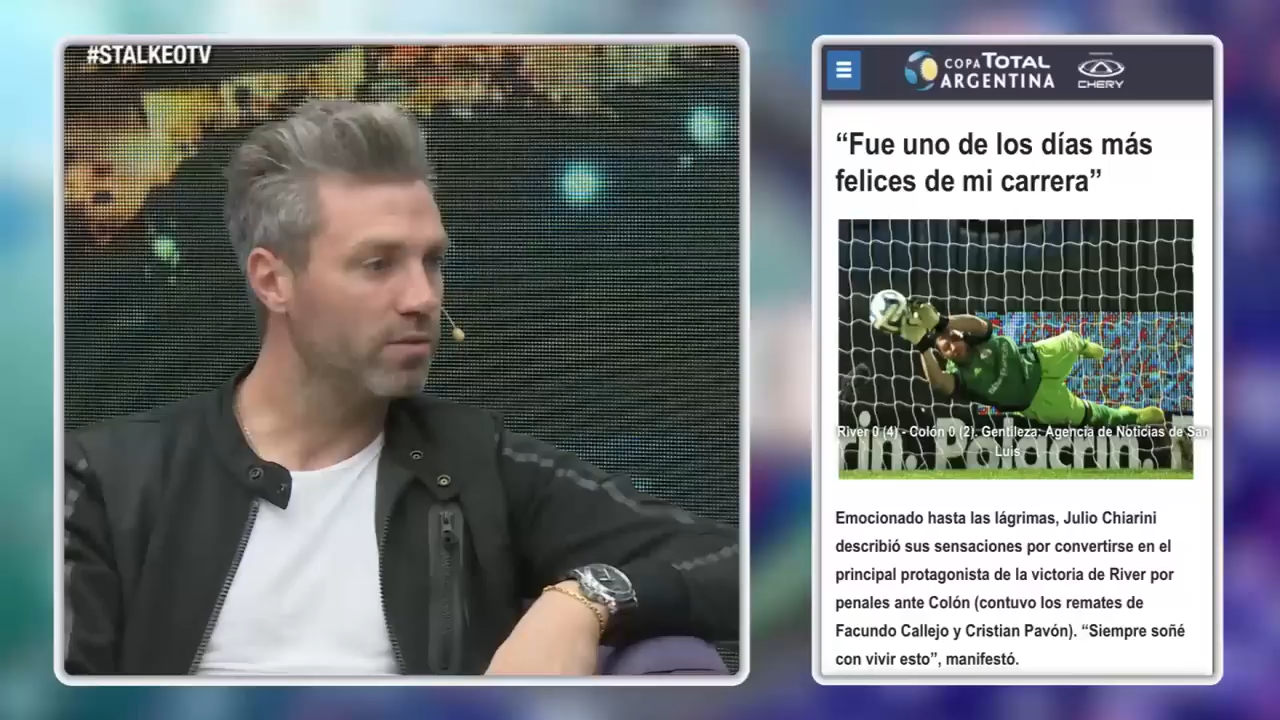 #STALKEOTV
COPA TOTAL
ARGENTINA
CHERY
“Fue uno de los días más
felices de mi carrera”
River 0 (4) - Colón 0 (2). Gentileza: Agencia de Noticias de San
Luis
Emocionado hasta las lágrimas, Julio Chiarini
describió sus sensaciones por convertirse en el
principal protagonista de la victoria de River por
penales ante Colón (contuvo los remates de
Facundo Callejo y Cristian Pavón). “Siempre soñé
con vivir esto”, manifestó.